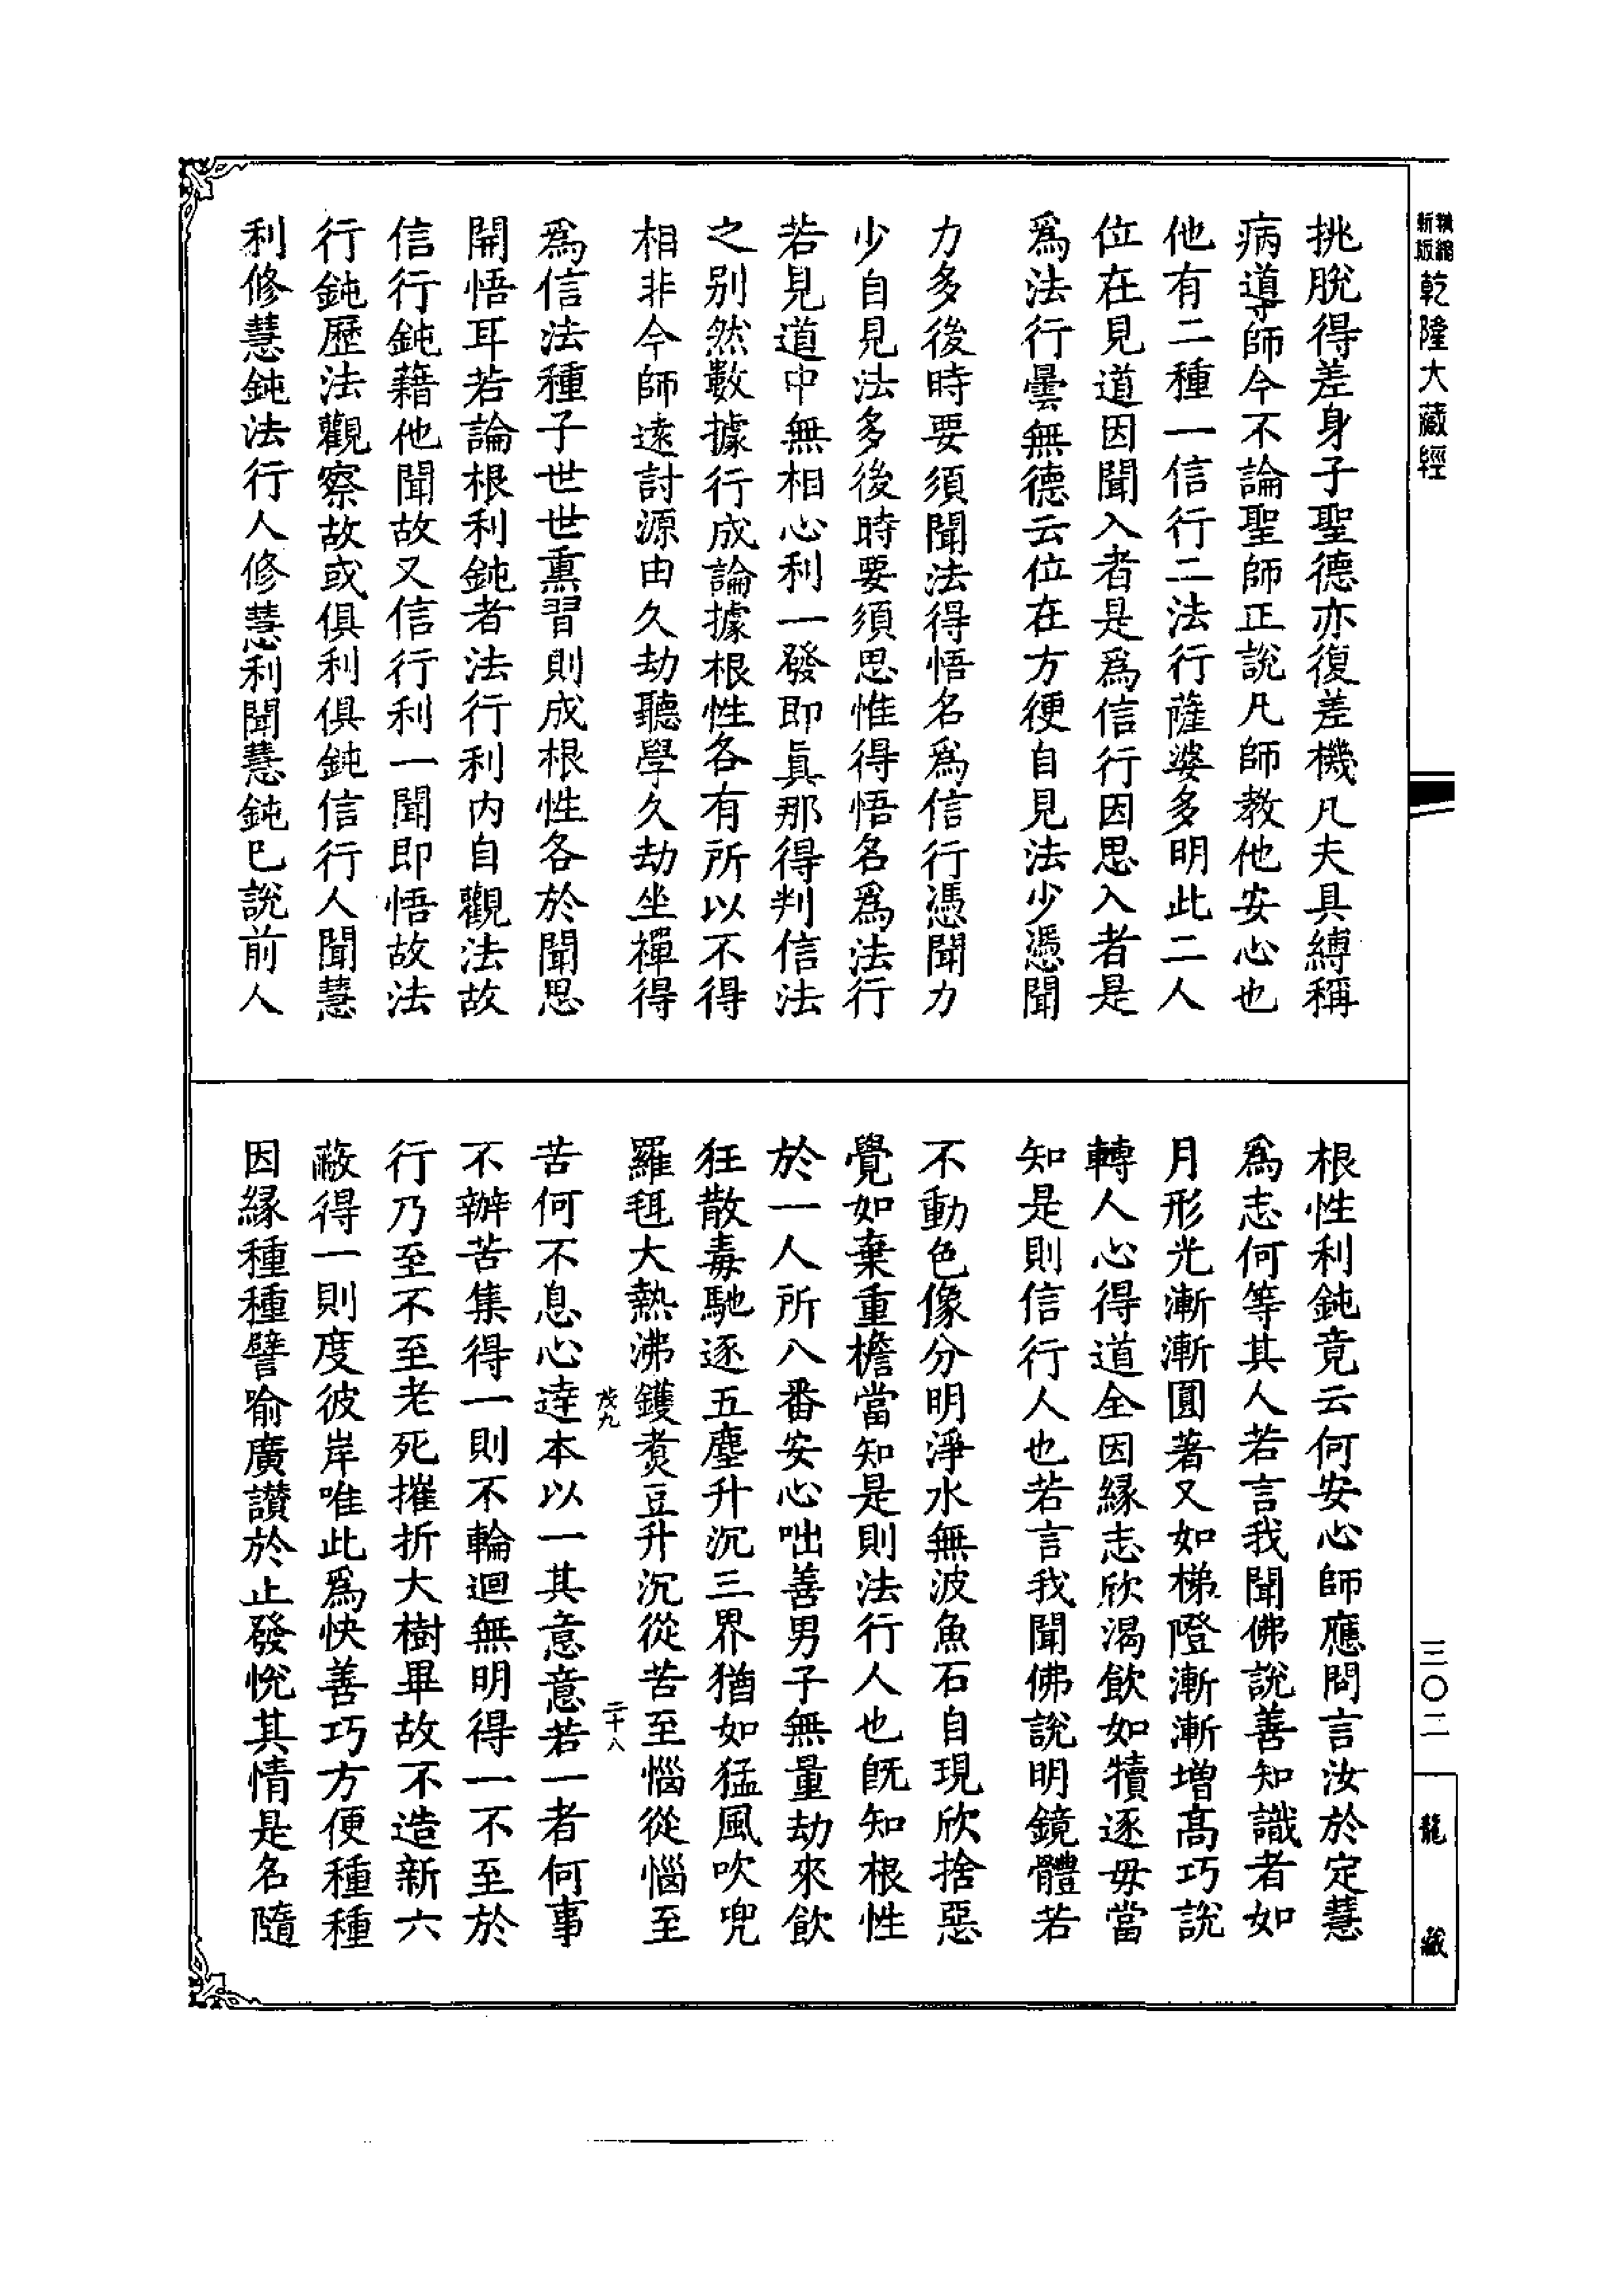 精縮新版乾隆大藏經
挑脫得差身子聖德亦復差機凡夫具縛稱
病導師今不論聖師正說凡師教他安心也
他有二種一信行二法行薩婆多明此二人
位在見道因聞入者是為信行因思入者是
為法行曇無德云位在方便自見法少憑聞
力多後時要須聞法得悟名為信行憑聞力
少自見法多後時要須思惟得悟名為法行
若見道中無相心利一發即真那得判信法
之别然數據行成論據根性各有所以不得
相非今師遠討源由久劫聽學久劫坐禪得
為信法種子世世熏習則成根性各於聞思
開悟耳若論根利鈍者法行利內自觀法故
信行鈍藉他聞故又信行利一聞即悟故法
行鈍歷法觀察故或俱利俱鈍信行人聞慧
利修慧鈍法行人修慧利聞慧鈍已說前人
根性利鈍竟云何安心師應問言汝於定慧
為志何等其人若言我聞佛說善知識者如
月形光漸漸圓著又如梯隥漸漸增高巧說
轉人心得道全因緣志欣渴飲如犢逐母當
知是則信行人也若言我聞佛說明鏡體若
不動色像分明淨水無波魚石自現欣捨惡
覺如棄重檐當知是則法行人也既知根性
於一人所八番安心咄善男子無量劫來飲
狂散毒馳逐五塵升沉三界猶如猛風吹兜
羅毦大熱沸鑊煑豆升沉從苦至惱從惱至
茂九
二十八
苦何不息心達本以一其意意若一者何事
不辦苦集得一則不輪迴無明得一不至於
行乃至不至老死摧折大樹畢故不造新六
蔽得一則度彼岸唯此為快善巧方便種種
因緣種種譬喻廣讚於止發悅其情是名隨
三〇二
龍藏